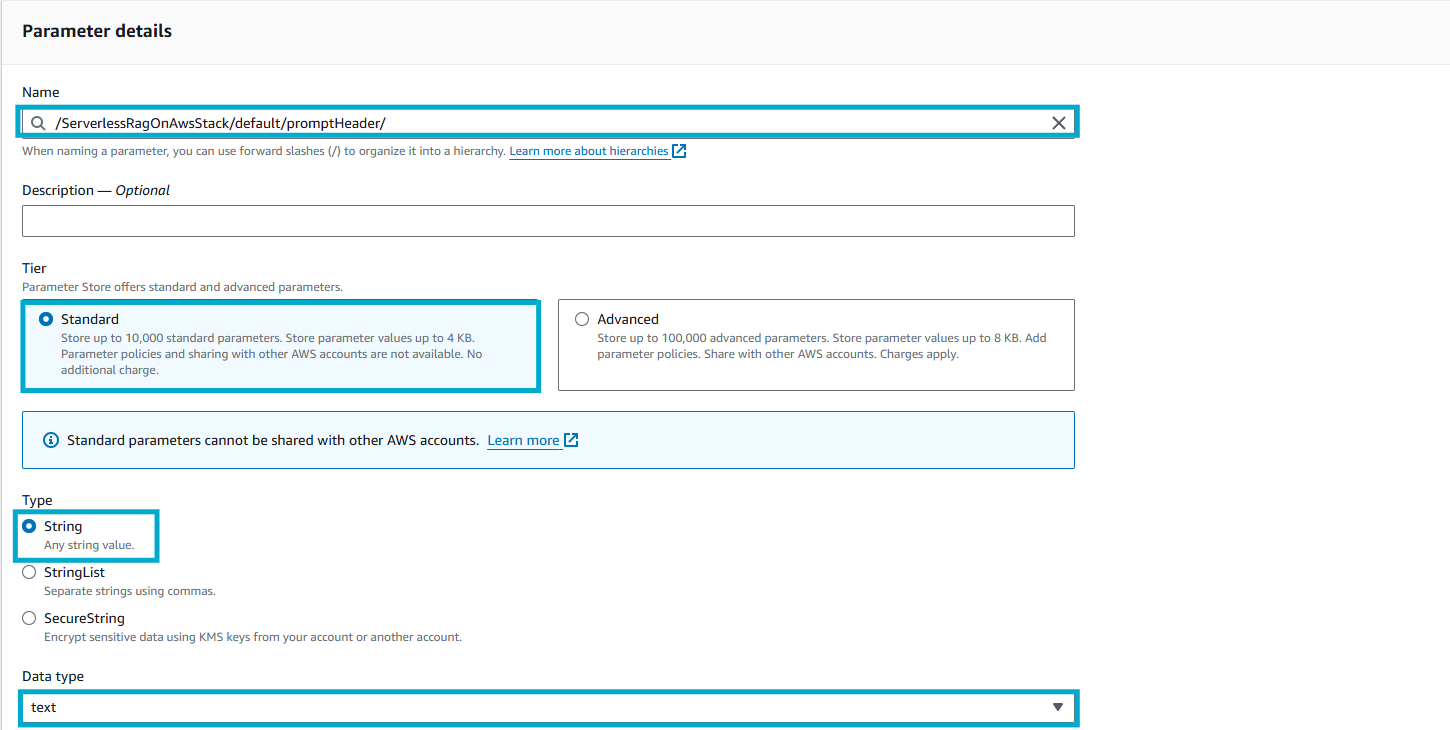 Parameter details
Name
/ServerlessRagOnAwsStack/default/promptHeader/
When naming a parameter, you can use forward slashes (/) to organize it into a hierarchy. Learn more about hierarchies
Description — Optional
Tier
Parameter Store offers standard and advanced parameters.
Standard
Store up to 10,000 standard parameters. Store parameter values up to 4 KB.
Parameter policies and sharing with other AWS accounts are not available. No
additional charge.
Advanced
Store up to 100,000 advanced parameters. Store parameter values up to 8 KB. Add
parameter policies. Share with other AWS accounts. Charges apply.
Standard parameters cannot be shared with other AWS accounts. Learn more
Type
String
Any string value.
StringList
Separate strings using commas.
SecureString
Encrypt sensitive data using KMS keys from your account or another account.
Data type
text